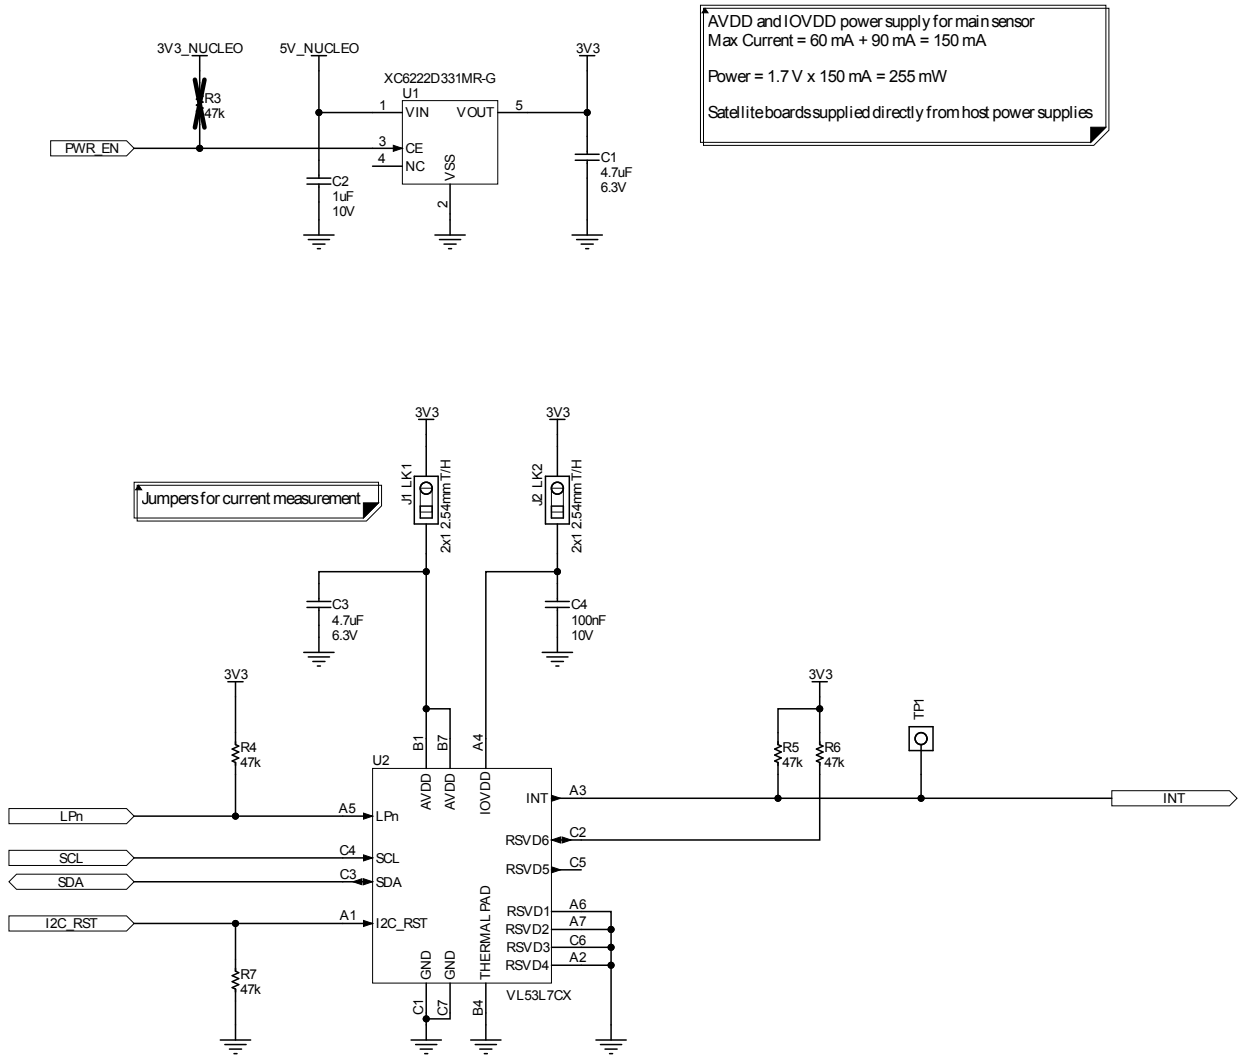 AVDD and IOVDD power supply for main sensor
Max Current = 60 mA + 90 mA = 150 mA
Power = 1.7 V x 150 mA = 255 mW
Satellite boards supplied directly from host power supplies
3V3_NUCLEO
5V_NUCLEO
3V3
XC6222D331MR-G
U1
R3
47k
1
VIN
VOUT
5
PWR_EN
3
CE
4
NC
VSS
2
C2
1uF
10V
C1
4.7uF
6.3V
3V3
3V3
Jumpers for current measurement
J1 LK1
2x1 2.54mm T/H
J2 LK2
2x1 2.54mm T/H
C3
4.7uF
6.3V
C4
100nF
10V
3V3
3V3
TP1
R4
47k
R5
47k
R6
47k
U2
B1
B7
A4
AVDD
AVDD
IOVDD
LPn
A5
LPn
INT
A3
INT
RSVD6
C2
SCL
C4
SCL
RSVD5
C5
SDA
C3
SDA
I2C_RST
A1
I2C_RST
RSVD1
A6
RSVD2
A7
RSVD3
C6
RSVD4
A2
GND
GND
THERMAL PAD
R7
47k
C1
C7
B4
VL53L7CX